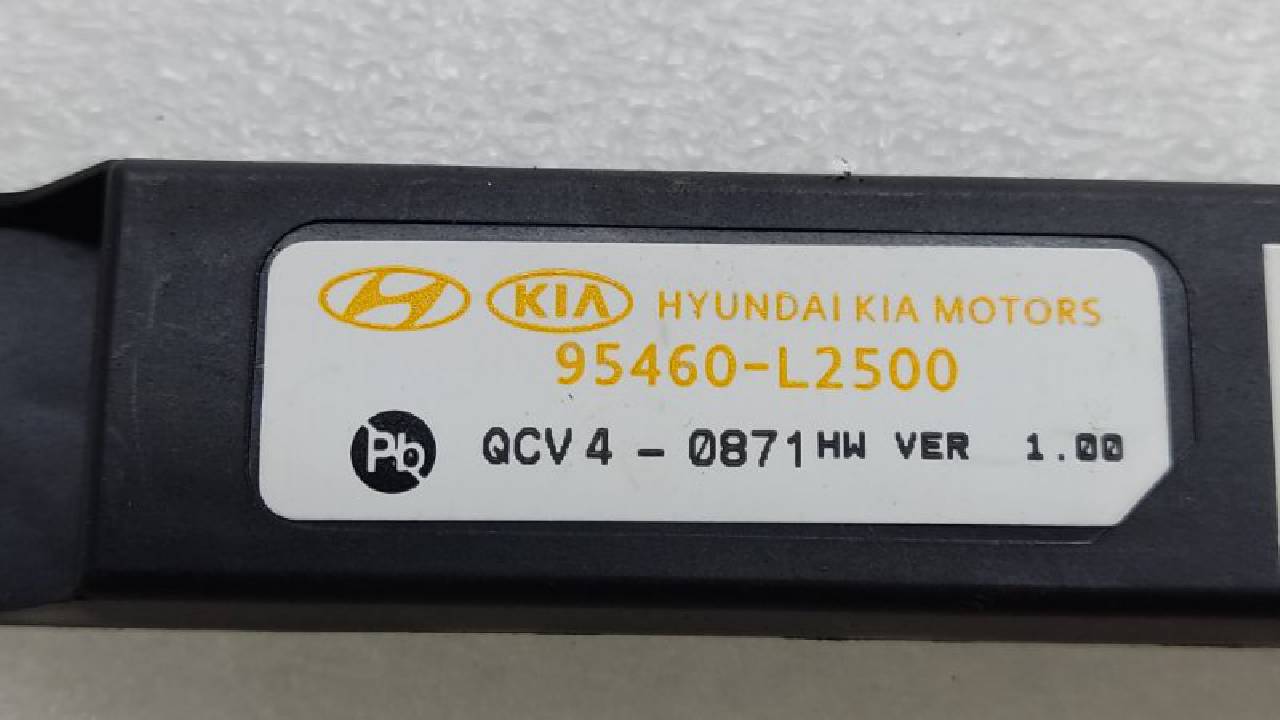 KIA HYUNDAI KIA MOTORS
95460-L2500
Pb QCV4 - 0871 HW VER 1.00